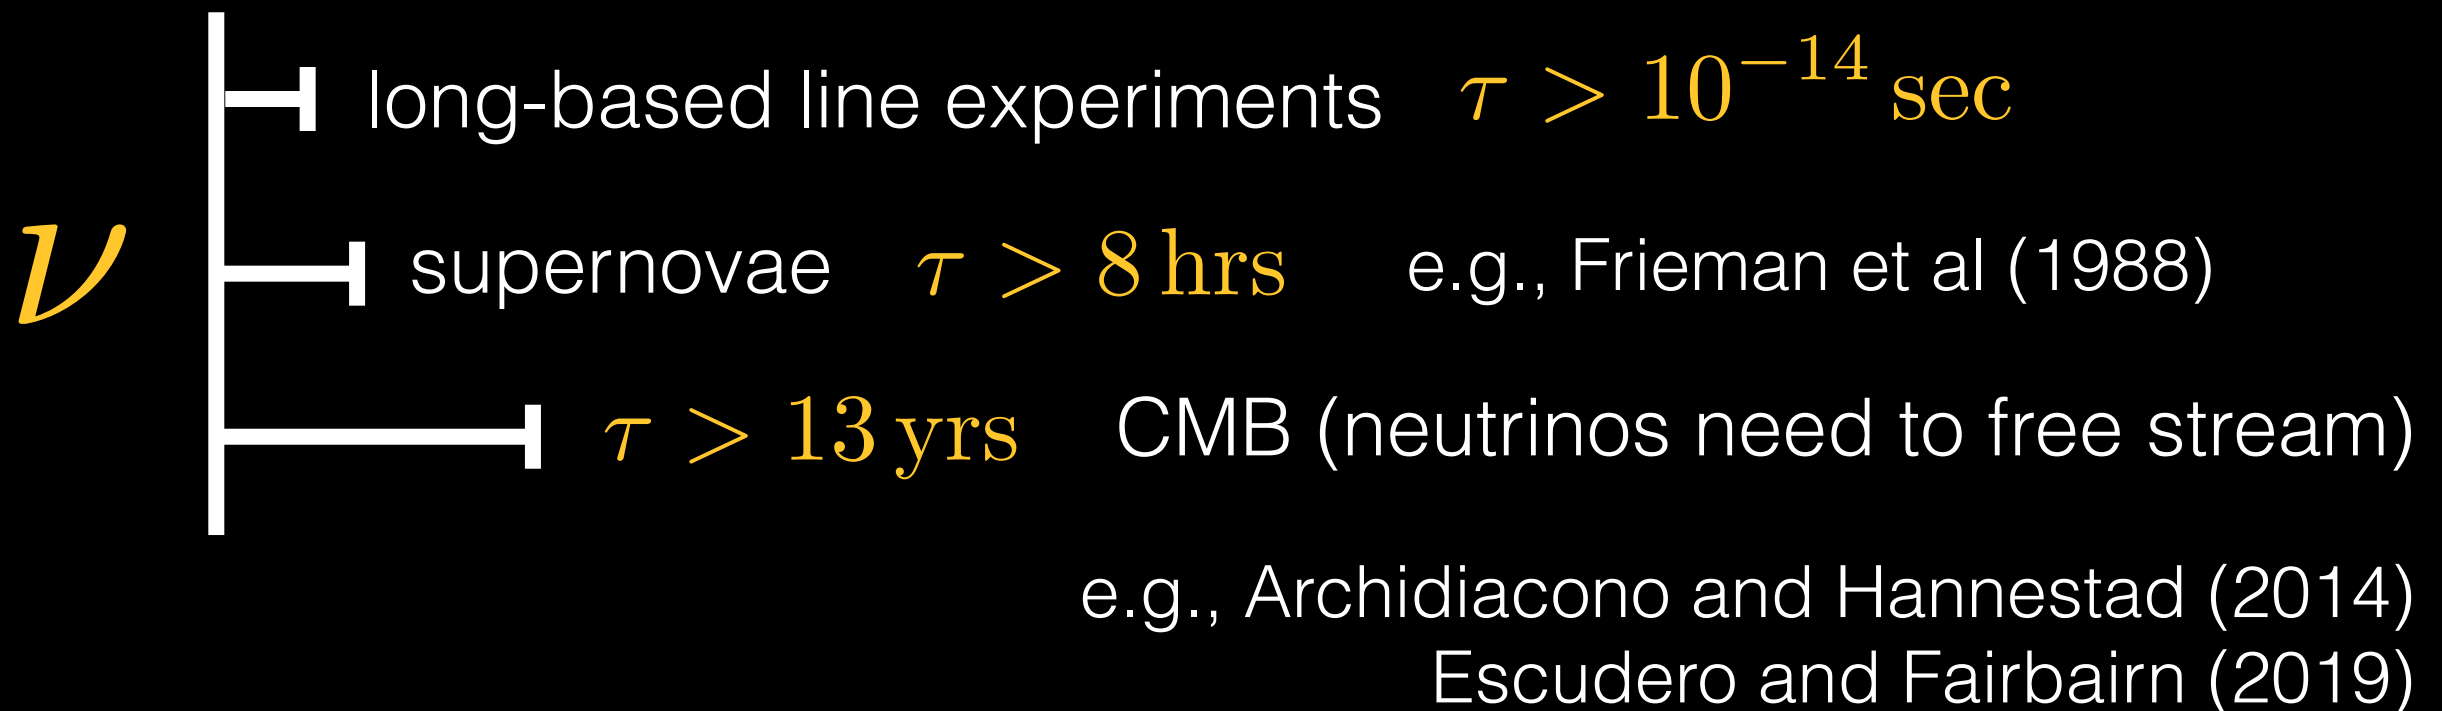 long-based line experiments τ > 10⁻¹⁴ sec
ν
supernovae τ > 8 hrs e.g., Frieman et al (1988)
τ > 13 yrs CMB (neutrinos need to free stream)
e.g., Archidiacono and Hannestad (2014)
Escudero and Fairbairn (2019)